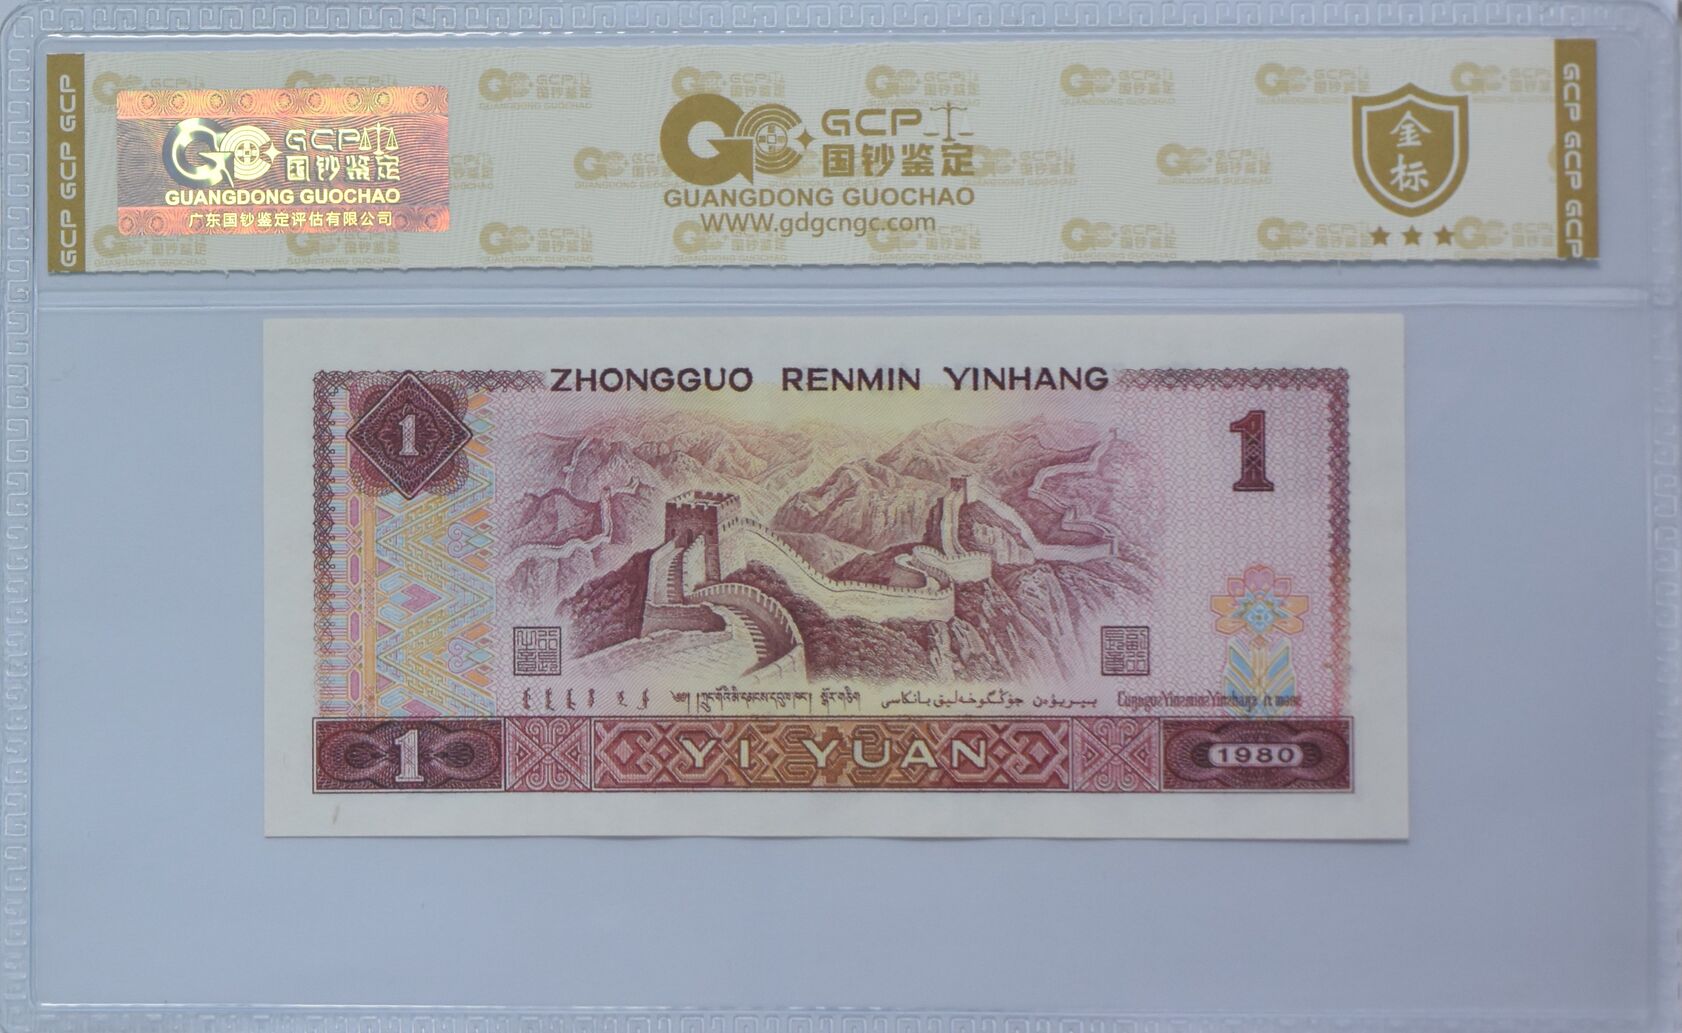 GCP GCP GCP
GCP
国钞鉴定
GUANGDONG GUOCHAO
广东国钞鉴定评估有限公司
GCP
国钞鉴定
GUANGDONG GUOCHAO
WWW.gdgcngc.com
金标
GCP GCP GCP
ZHONGGUO RENMIN YINHANG
1
1
1
YI YUAN
1980